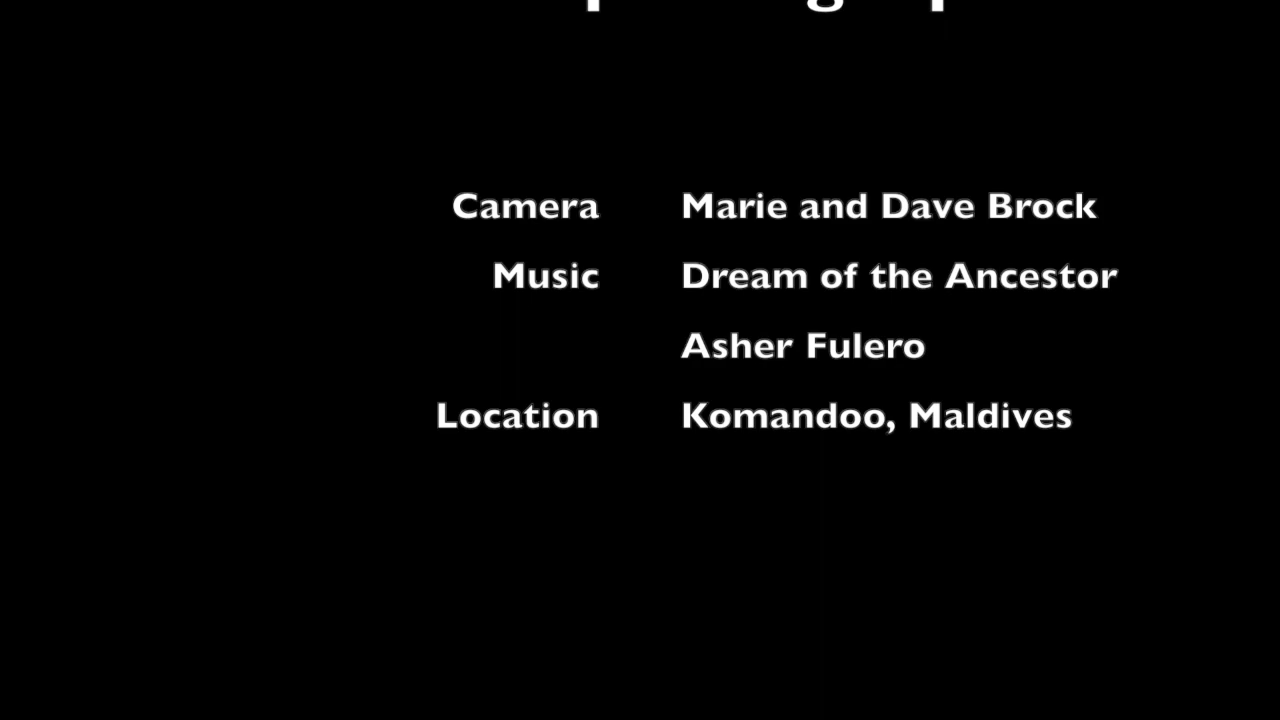 Camera Marie and Dave Brock
Music Dream of the Ancestor
Asher Fulero
Location Komandoo, Maldives